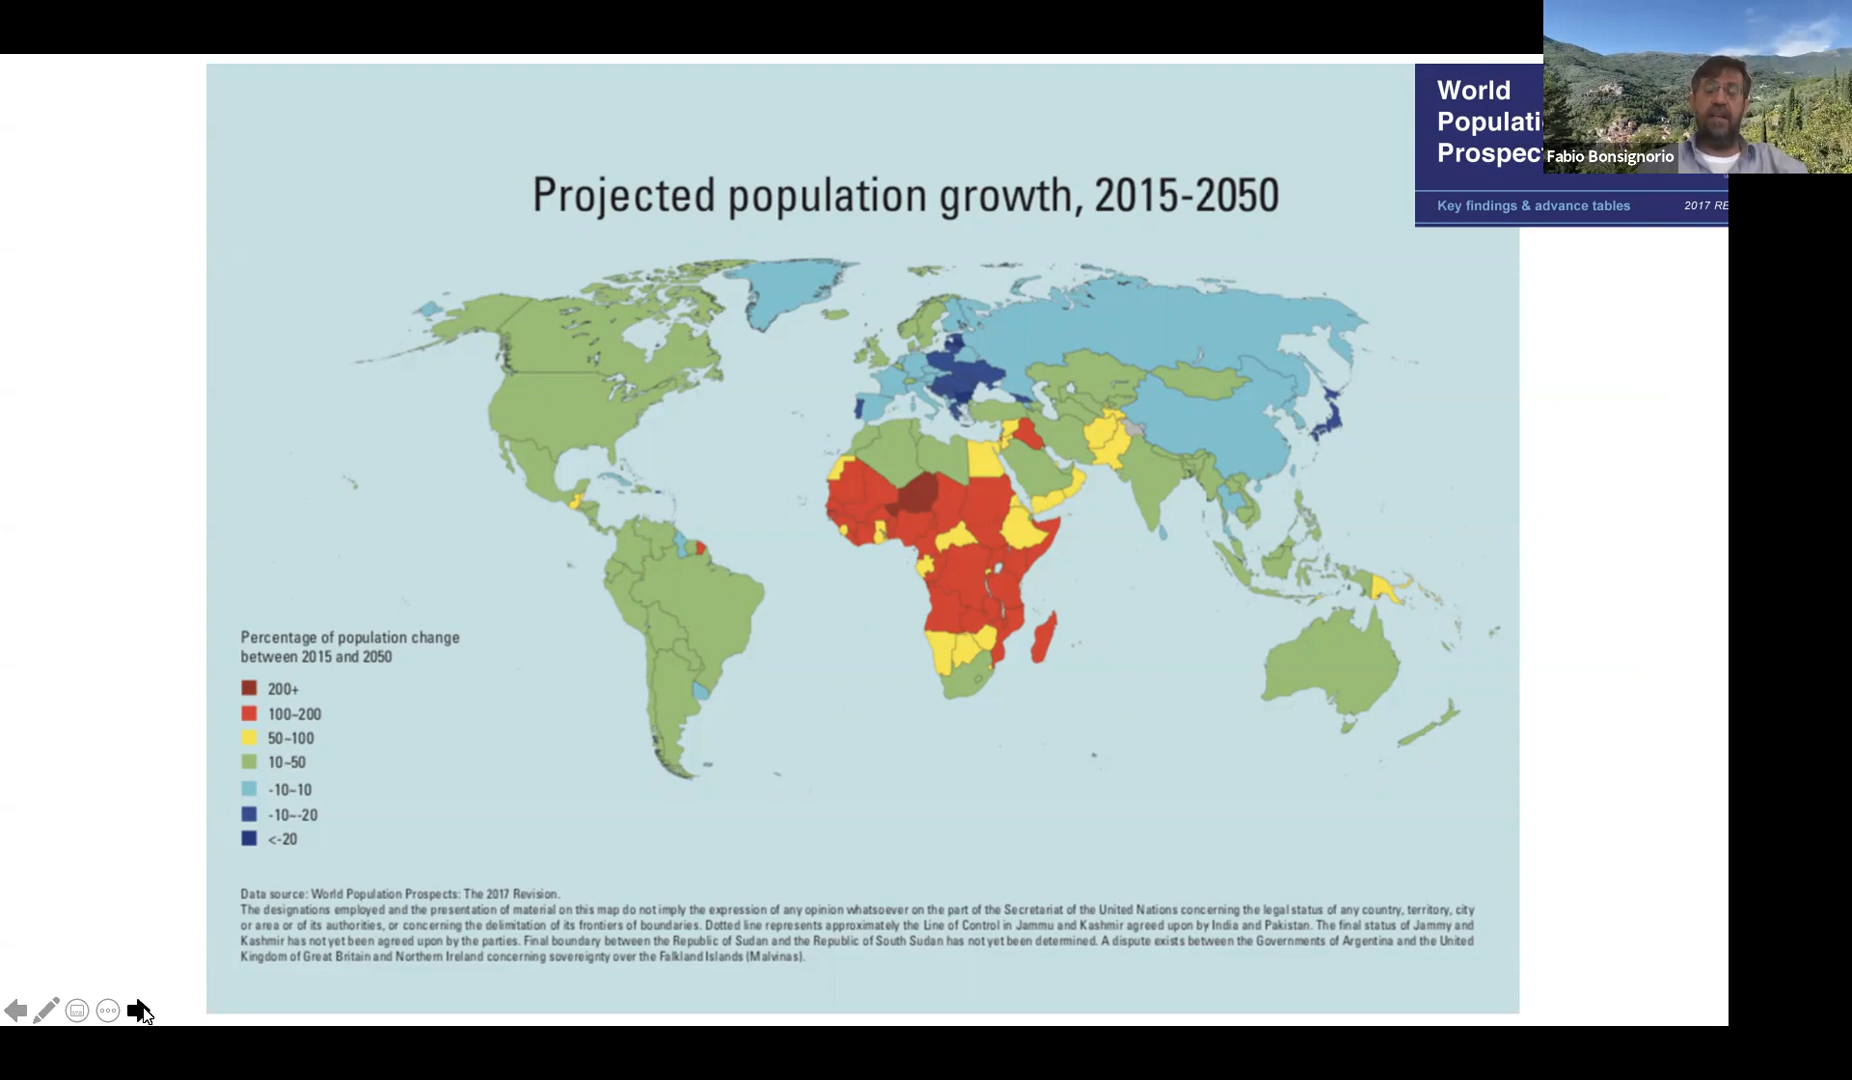 World
Populati
Prospec
Fabio Bonsignorio
Key findings & advance tables
2017 RE
Projected population growth, 2015-2050
Percentage of population change
between 2015 and 2050
200+
100~200
50~100
10~50
-10~10
-10~-20
<-20
Data source: World Population Prospects: The 2017 Revision.
The designations employed and the presentation of material on this map do not imply the expression of any opinion whatsoever on the part of the Secretariat of the United Nations concerning the legal status of any country, territory, city
or area or of its authorities, or concerning the delimitation of its frontiers of boundaries. Dotted line represents approximately the Line of Control in Jammu and Kashmir agreed upon by India and Pakistan. The final status of Jammy and
Kashmir has not yet been agreed upon by the parties. Final boundary between the Republic of Sudan and the Republic of South Sudan has not yet been determined. A dispute exists between the Governments of Argentina and the United
Kingdom of Great Britain and Northern Ireland concerning sovereignty over the Falkland Islands (Malvinas).